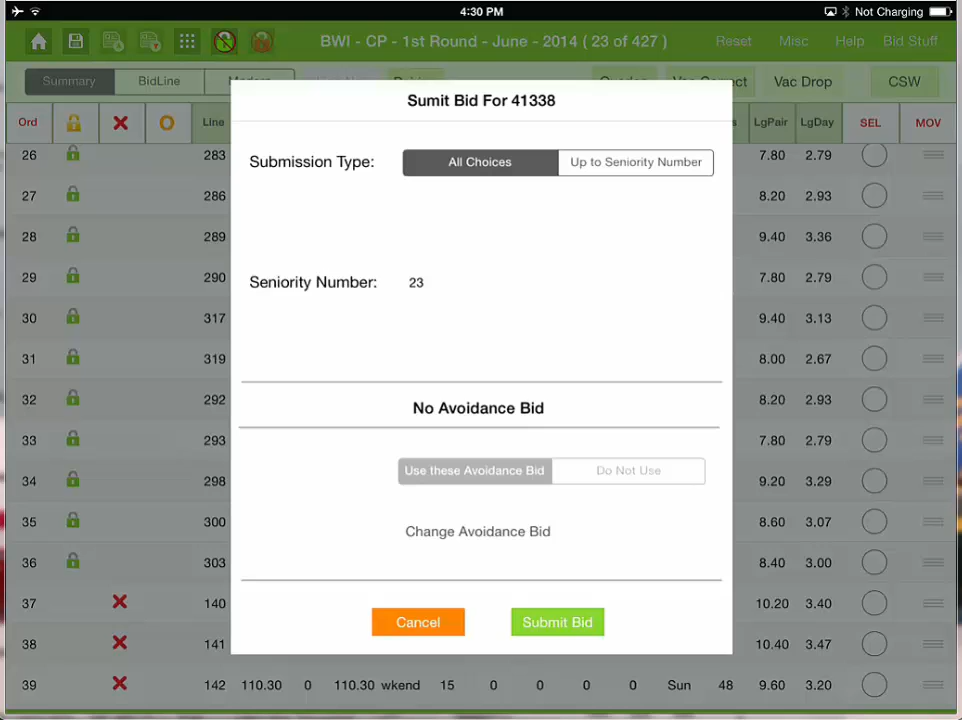 4:30 PM
Not Charging
BWI - CP - 1st Round - June - 2014 ( 23 of 427 )
Reset Misc Help Bid Stuff
Summary BidLine Vac Drop CSW
Sumit Bid For 41338
Ord Line LgPair LgDay SEL MOV
26 283 7.80 2.79
Submission Type: All Choices Up to Seniority Number
27 286 8.20 2.93
28 289 9.40 3.36
29 290 7.80 2.79
Seniority Number: 23
30 317 9.40 3.13
31 319 8.00 2.67
32 292 8.20 2.93
No Avoidance Bid
33 293 7.80 2.79
34 298 9.20 3.29
Use these Avoidance Bid Do Not Use
35 300 8.60 3.07
Change Avoidance Bid
36 303 8.40 3.00
37 140 10.20 3.40
Cancel Submit Bid
38 141 10.40 3.47
39 142 110.30 0 110.30 wkend 15 0 0 0 0 Sun 48 9.60 3.20